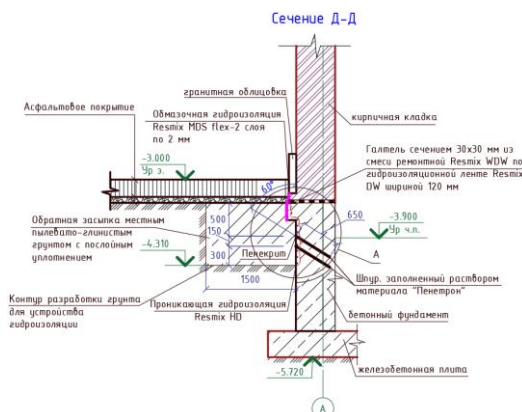 Сечение Д-Д
гранитная облицовка
Асфальтовое покрытие
Обмазочная гидроизоляция
Resmix MDS flex-2 слоя
по 2 мм
кирпичная кладка
Галтель сечением 30х30 мм из
смеси ремонтной Resmix WDW по
гидроизоляционной ленте Resmix
DW шириной 120 мм
-3.000
Ур з.
60°
650
500
150
300
1500
-3.900
Ур ч.п.
А
Обратная засыпка местным
пылевато-глинистым
грунтом с послойным
уплотнением
-4.310
Пенекрит
Контур разработки грунта
для устройства
гидроизоляции
Проникающая гидроизоляция
Resmix HD
Шпур. заполненный раствором
материала "Пенетрон"
бетонный фундамент
железобетонная плита
-5.720
А